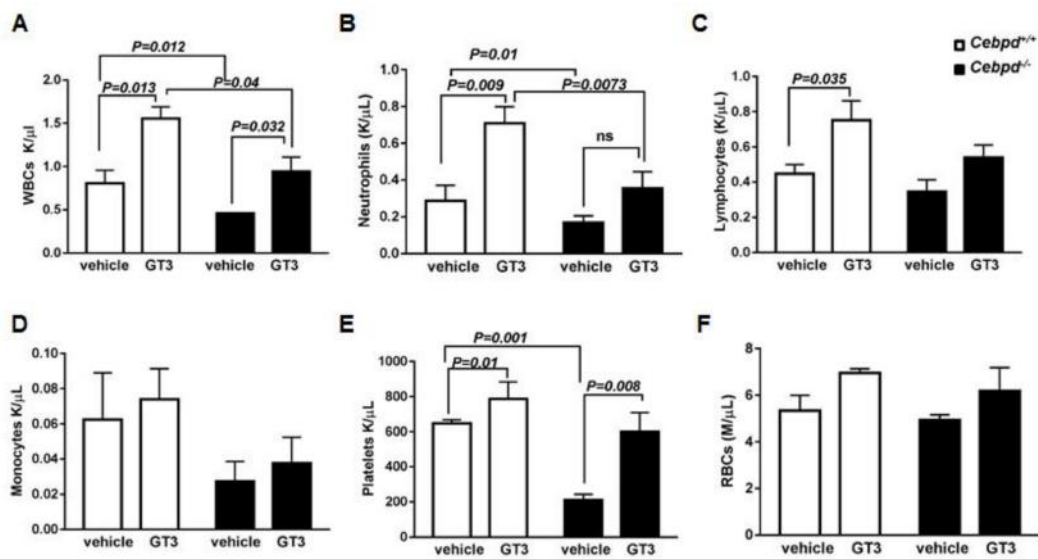 A
P=0.012
P=0.013
P=0.04
P=0.032
WBCs K/µl
2.0
1.5
1.0
0.5
0.0
vehicle GT3 vehicle GT3
B
P=0.01
P=0.009
P=0.0073
ns
Neutrophils (K/µL)
1.0
0.8
0.6
0.4
0.2
0.0
vehicle GT3 vehicle GT3
C
Cebpd+/+
Cebpd-/-
P=0.035
Lymphocytes (K/µL)
1.0
0.8
0.6
0.4
0.2
0.0
vehicle GT3 vehicle GT3
D
Monocytes K/µL
0.10
0.08
0.06
0.04
0.02
0.00
vehicle GT3 vehicle GT3
E
P=0.001
P=0.01
P=0.008
Platelets K/µL
1000
800
600
400
200
0
vehicle GT3 vehicle GT3
F
RBCs (M/µL)
8
6
4
2
0
vehicle GT3 vehicle GT3